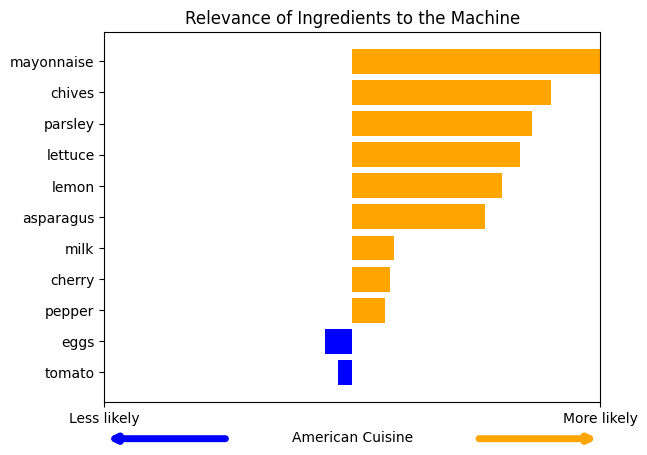 Relevance of Ingredients to the Machine
mayonnaise
chives
parsley
lettuce
lemon
asparagus
milk
cherry
pepper
eggs
tomato
Less likely
More likely
American Cuisine